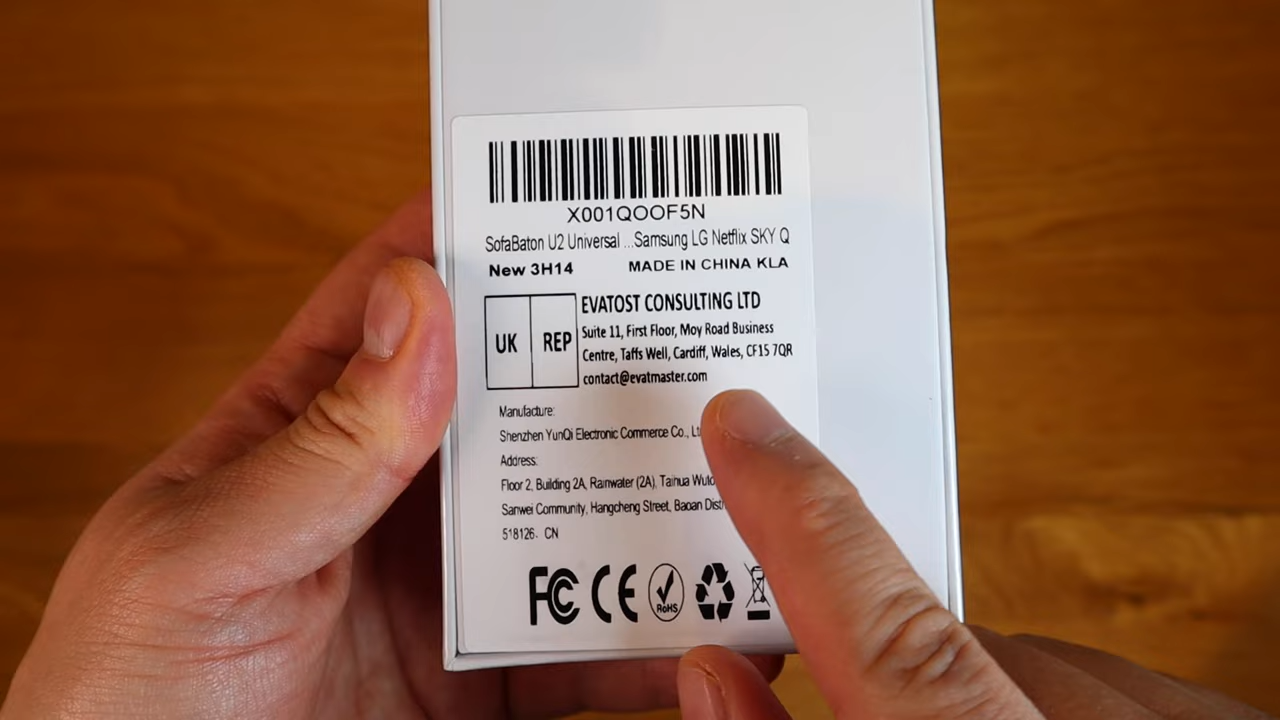 X001QOOF5N
SofaBaton U2 Universal ...Samsung LG Netflix SKY Q
New 3H14 MADE IN CHINA KLA
UK REP
EVATOST CONSULTING LTD
Suite 11, First Floor, Moy Road Business
Centre, Taffs Well, Cardiff, Wales, CF15 7QR
contact@evatmaster.com
Manufacture:
Shenzhen YunQi Electronic Commerce Co.,
Address:
Floor 2, Building 2A, Rainwater (2A), Taihua
Sanwei Community, Hangcheng Street, Baoan
518126. CN
FC CE RoHS